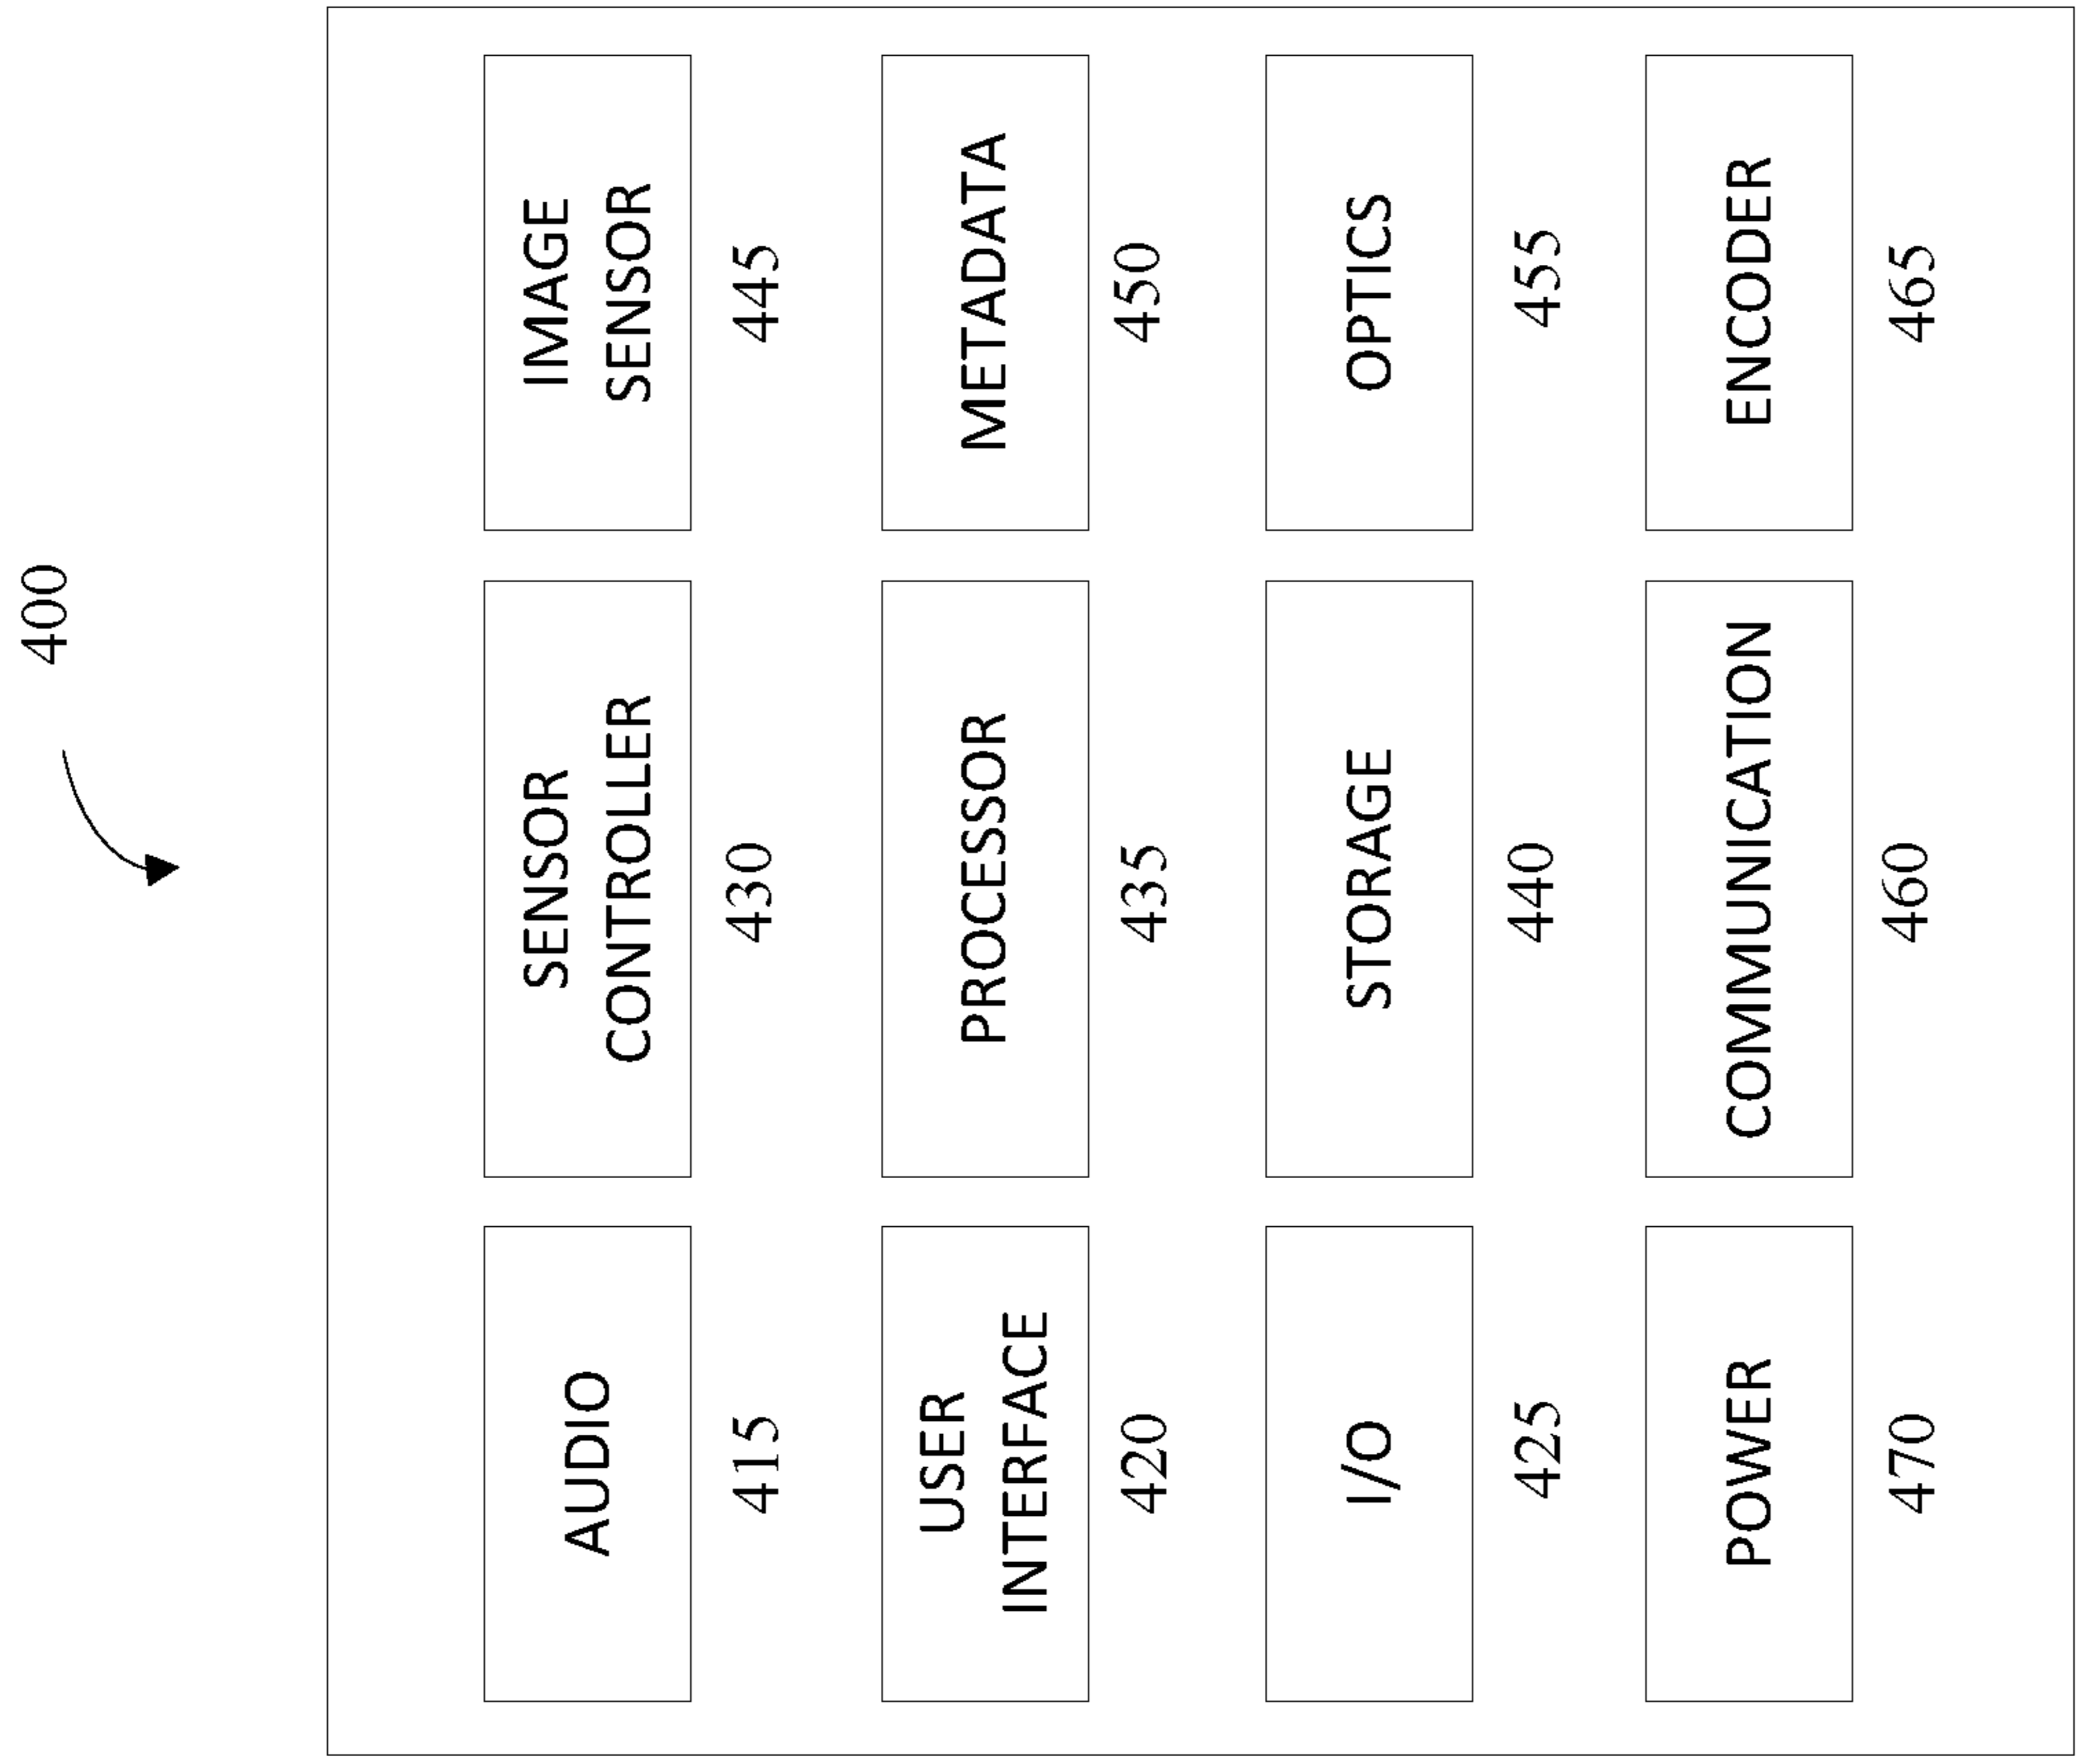 400
AUDIO
415
SENSOR
CONTROLLER
430
IMAGE
SENSOR
445
USER
INTERFACE
420
PROCESSOR
435
METADATA
450
I/O
425
STORAGE
440
OPTICS
455
POWER
470
COMMUNICATION
460
ENCODER
465